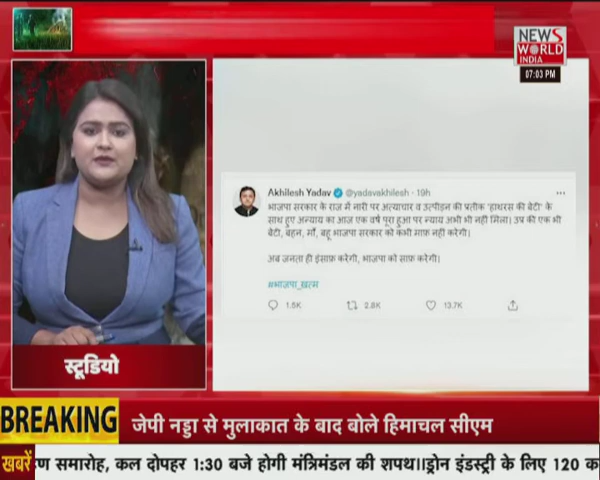 NEWS
WORLD
INDIA
07:03 PM
Akhilesh Yadav @yadavakhilesh · 19h
भाजपा सरकार के राज में नारी पर अत्याचार व उत्पीड़न की प्रतीक ‘हाथरस की बेटी’ के
साथ हुए अन्याय का आज एक वर्ष पूरा हुआ पर न्याय अभी भी नहीं मिला। उप्र की एक भी
बेटी, बहन, माँ, बहू भाजपा सरकार को कभी माफ़ नहीं करेगी।
अब जनता ही इंसाफ़ करेगी, भाजपा को साफ़ करेगी।
#भाजपा_खत्म
1.5K 2.8K 13.7K
स्टूडियो
BREAKING
जेपी नड्डा से मुलाकात के बाद बोले हिमाचल सीएम
खबरें
समारोह, कल दोपहर 1:30 बजे होगी मंत्रिमंडल की शपथ।।ड्रोन इंडस्ट्री के लिए 120